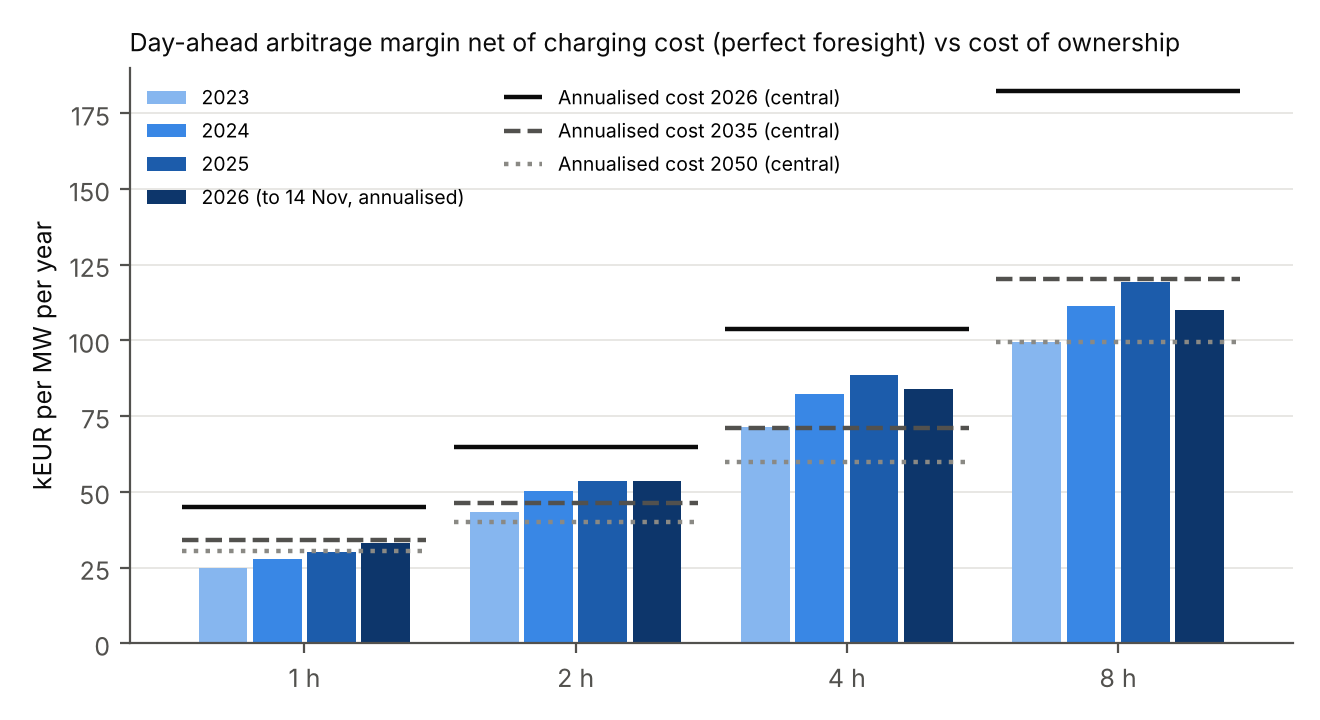 Day-ahead arbitrage margin net of charging cost (perfect foresight) vs cost of ownership
2023
2024
2025
2026 (to 14 Nov, annualised)
Annualised cost 2026 (central)
Annualised cost 2035 (central)
Annualised cost 2050 (central)
kEUR per MW per year
175
150
125
100
75
50
25
0
1 h
2 h
4 h
8 h